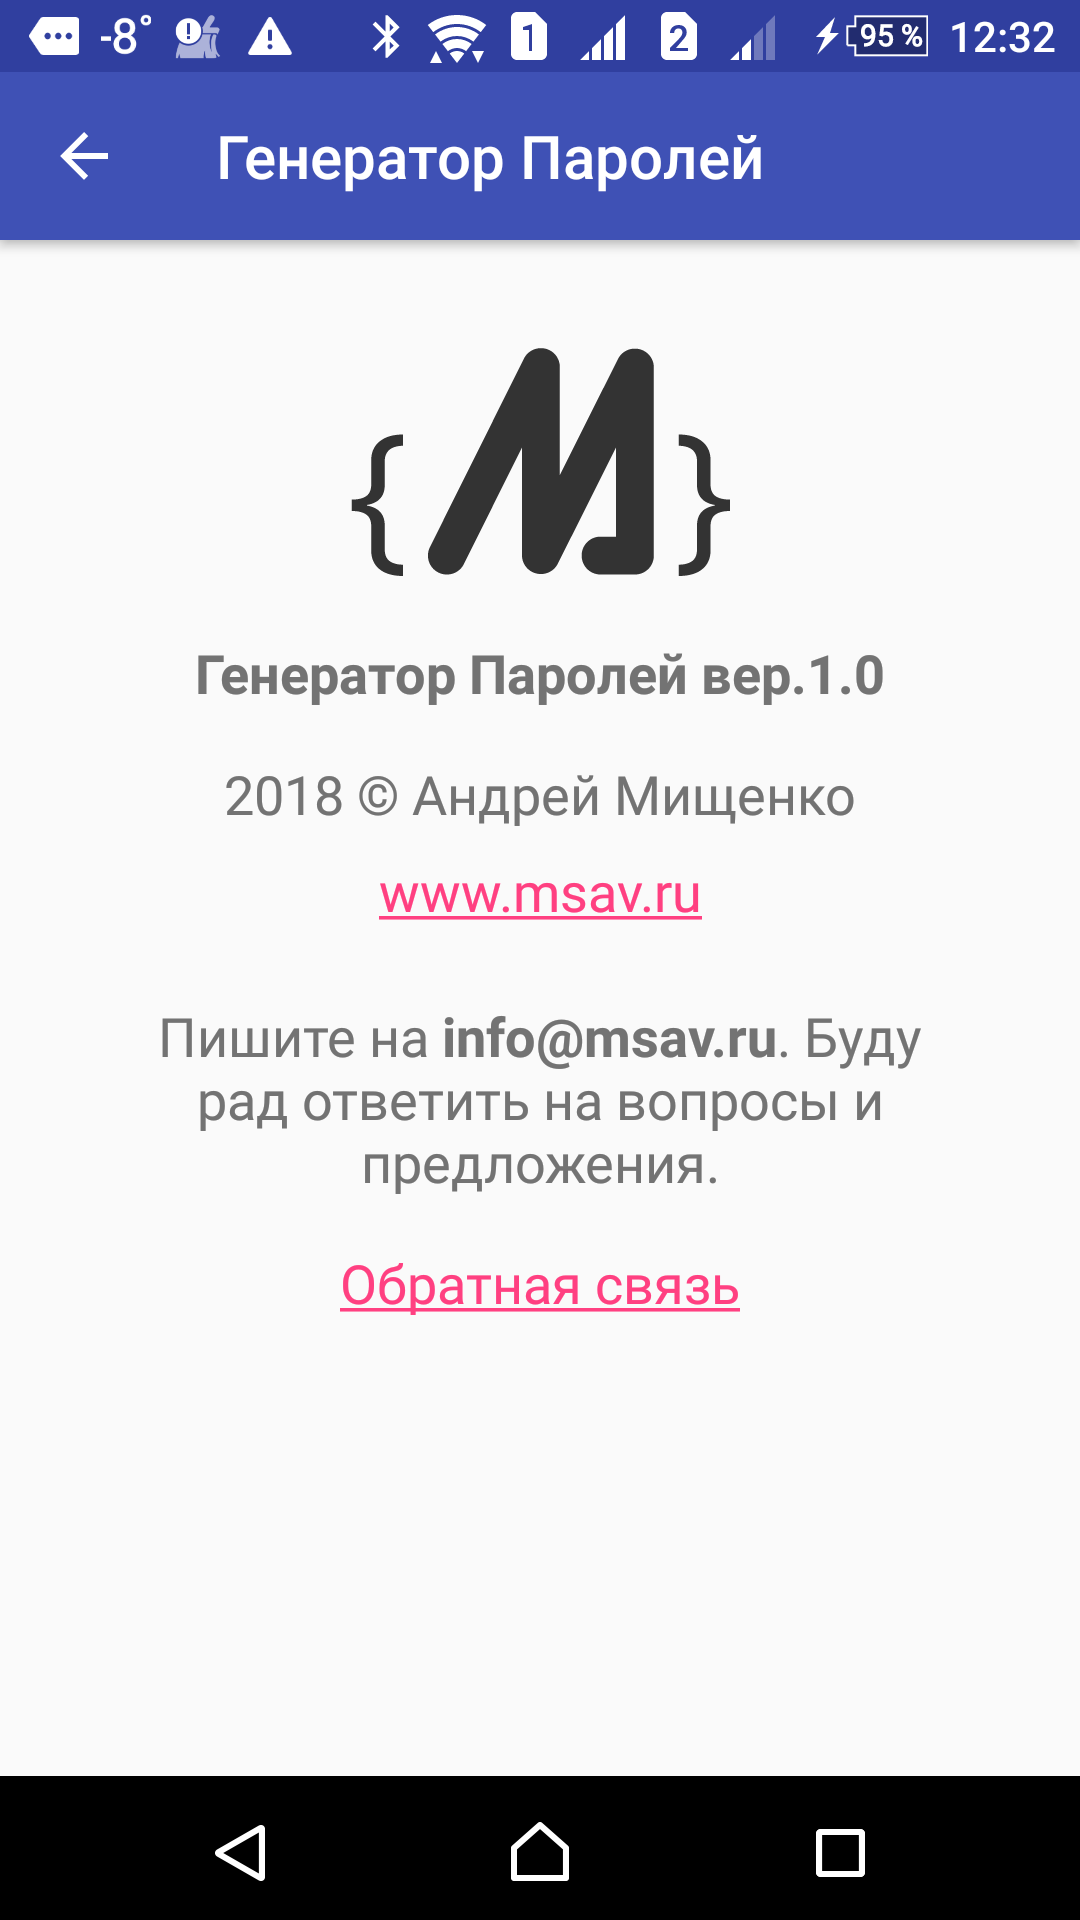 -8° 1 2 95 % 12:32
Генератор Паролей
{M}
Генератор Паролей вер.1.0
2018 © Андрей Мищенко
www.msav.ru
Пишите на info@msav.ru. Буду
рад ответить на вопросы и
предложения.
Обратная связь